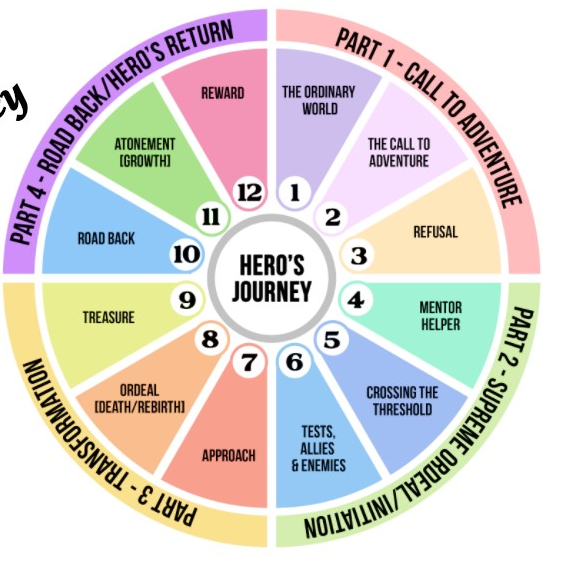 PART 1 - CALL TO ADVENTURE
PART 2 - SUPREME ORDEAL/INITIATION
PART 3 - TRANSFORMATION
PART 4 - ROAD BACK/HERO'S RETURN
HERO'S
JOURNEY
1
THE ORDINARY
WORLD
2
THE CALL TO
ADVENTURE
3
REFUSAL
4
MENTOR
HELPER
5
CROSSING THE
THRESHOLD
6
TESTS,
ALLIES
& ENEMIES
7
APPROACH
8
ORDEAL
[DEATH/REBIRTH]
9
TREASURE
10
ROAD BACK
11
ATONEMENT
[GROWTH]
12
REWARD